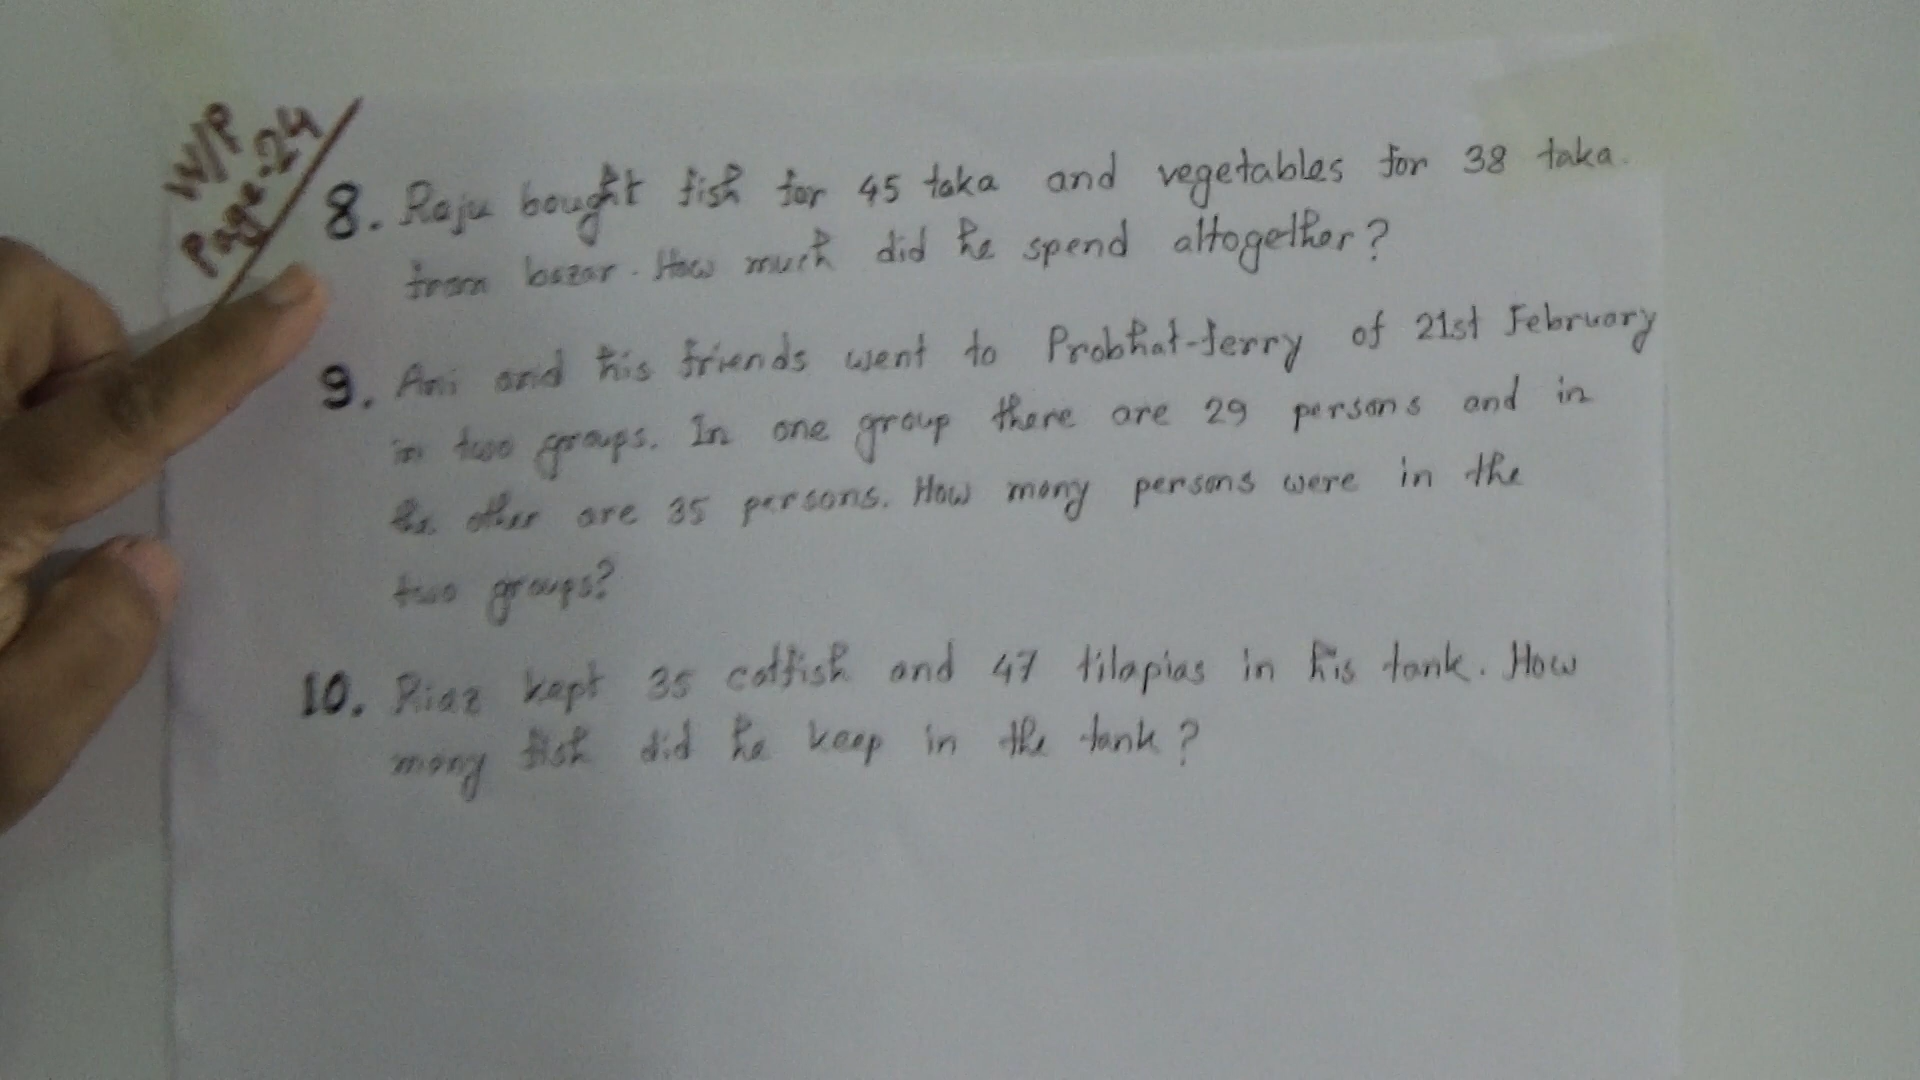 W/P
Page-24
8. Raju bought fish for 45 taka and vegetables for 38 taka
from bazar. How much did he spend altogether?
9. Ani and his friends went to Probhat-ferry of 21st February
in two groups. In one group there are 29 persons and in
the other are 35 persons. How many persons were in the
two groups?
10. Riaz kept 35 catfish and 47 tilapias in his tank. How
many fish did he keep in the tank?